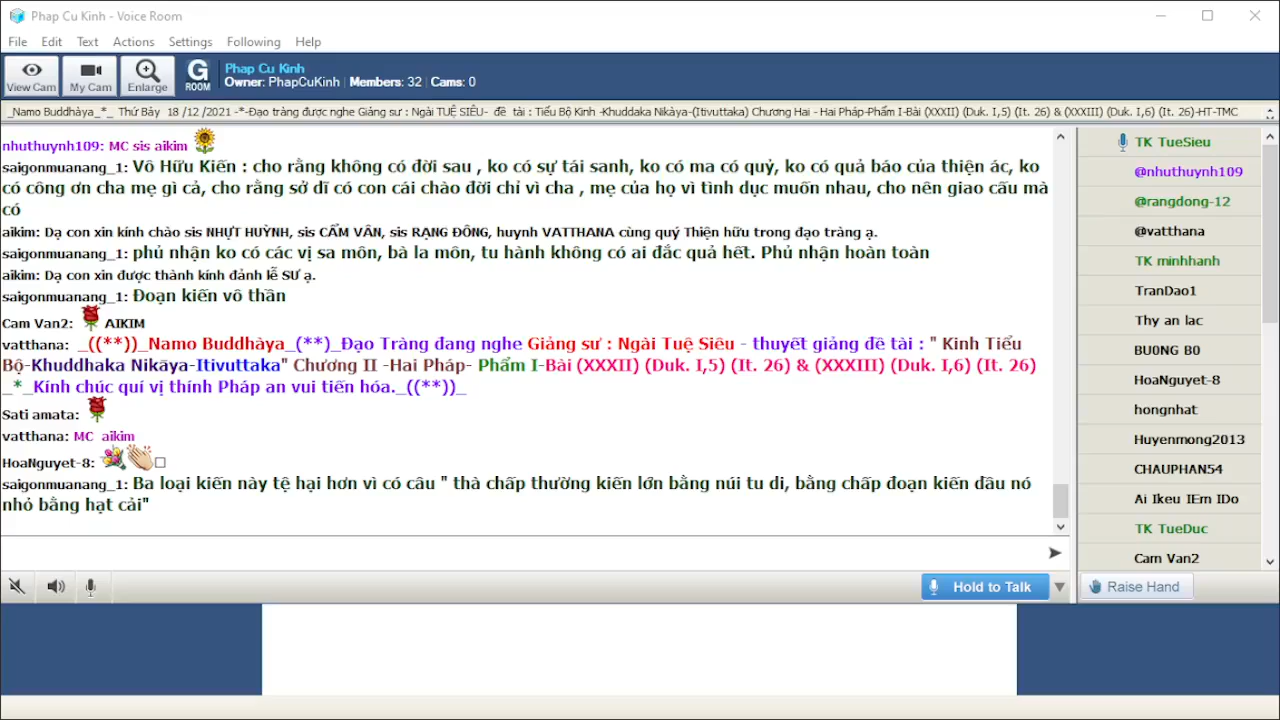 Phap Cu Kinh - Voice Room
File Edit Text Actions Settings Following Help
View Cam My Cam Enlarge G ROOM
Phap Cu Kinh
Owner: PhapCuKinh Members: 32 Cams: 0
_Namo Buddhàya_*_ Thứ Bảy 18 /12 /2021 -*-Đạo tràng được nghe Giảng sư : Ngài TUỆ SIÊU- đề tài : Tiểu Bộ Kinh -Khuddaka Nikàya-(Itivuttaka) Chương Hai - Hai Pháp-Phẩm I-Bài (XXXII) (Duk. I,5) (It. 26) & (XXXIII) (Duk. I,6) (It. 26)-HT-TMC
nhuthuynh109: MC sis aikim
saigonmuanang_1: Vô Hữu Kiến : cho rằng không có đời sau , ko có sự tái sanh, ko có ma có quỷ, ko có quả báo của thiện ác, ko
có công ơn cha mẹ gì cả, cho rằng sở dĩ có con cái chào đời chỉ vì cha , mẹ của họ vì tình dục muốn nhau, cho nên giao cấu mà
có
aikim: Dạ con xin kính chào sis NHỰT HUỲNH, sis CẨM VÂN, sis RẠNG ĐÔNG, huynh VATTHANA cùng quý Thiện hữu trong đạo tràng ạ.
saigonmuanang_1: phủ nhận ko có các vị sa môn, bà la môn, tu hành không có ai đắc quả hết. Phủ nhận hoàn toàn
aikim: Dạ con xin được thành kính đảnh lễ SƯ ạ.
saigonmuanang_1: Đoạn kiến vô thần
Cam Van2: AIKIM
vatthana: _((**))_Namo Buddhàya_(**)_Đạo Tràng đang nghe Giảng sư : Ngài Tuệ Siêu - thuyết giảng đề tài : " Kinh Tiểu
Bộ-Khuddhaka Nikāya-Itivuttaka" Chương II -Hai Pháp- Phẩm I-Bài (XXXII) (Duk. I,5) (It. 26) & (XXXIII) (Duk. I,6) (It. 26)
_*_Kính chúc quí vị thính Pháp an vui tiến hóa._((**))_
Sati amata:
vatthana: MC aikim
HoaNguyet-8:
saigonmuanang_1: Ba loại kiến này tệ hại hơn vì có câu " thà chấp thường kiến lớn bằng núi tu di, bằng chấp đoạn kiến dầu nó
nhỏ bằng hạt cải"
Hold to Talk
TK TueSieu
@nhuthuynh109
@rangdong-12
@vatthana
TK minhhanh
TranDao1
Thy an lac
BU0NG B0
HoaNguyet-8
hongnhat
Huyenmong2013
CHAUPHAN54
Ai Ikeu IEm IDo
TK TueDuc
Cam Van2
Raise Hand